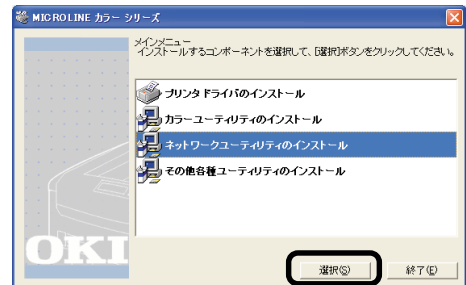 MICROLINE カラー シリーズ
メインメニュー
インストールするコンポーネントを選択して、[選択]ボタンをクリックしてください。
プリンタドライバのインストール
カラーユーティリティのインストール
ネットワークユーティリティのインストール
その他各種ユーティリティのインストール
OKI
選択(S)
終了(E)